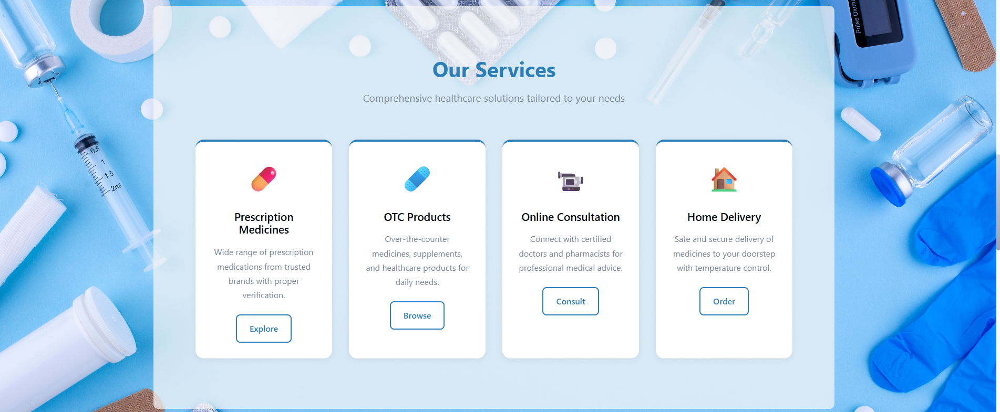 Our Services
Comprehensive healthcare solutions tailored to your needs
Prescription
Medicines
Wide range of prescription
medications from trusted
brands with proper
verification.
Explore
OTC Products
Over-the-counter
medicines, supplements,
and healthcare products for
daily needs.
Browse
Online Consultation
Connect with certified
doctors and pharmacists for
professional medical advice.
Consult
Home Delivery
Safe and secure delivery of
medicines to your doorstep
with temperature control.
Order
0.5
1
1.5
2ml
Pulse Oxime